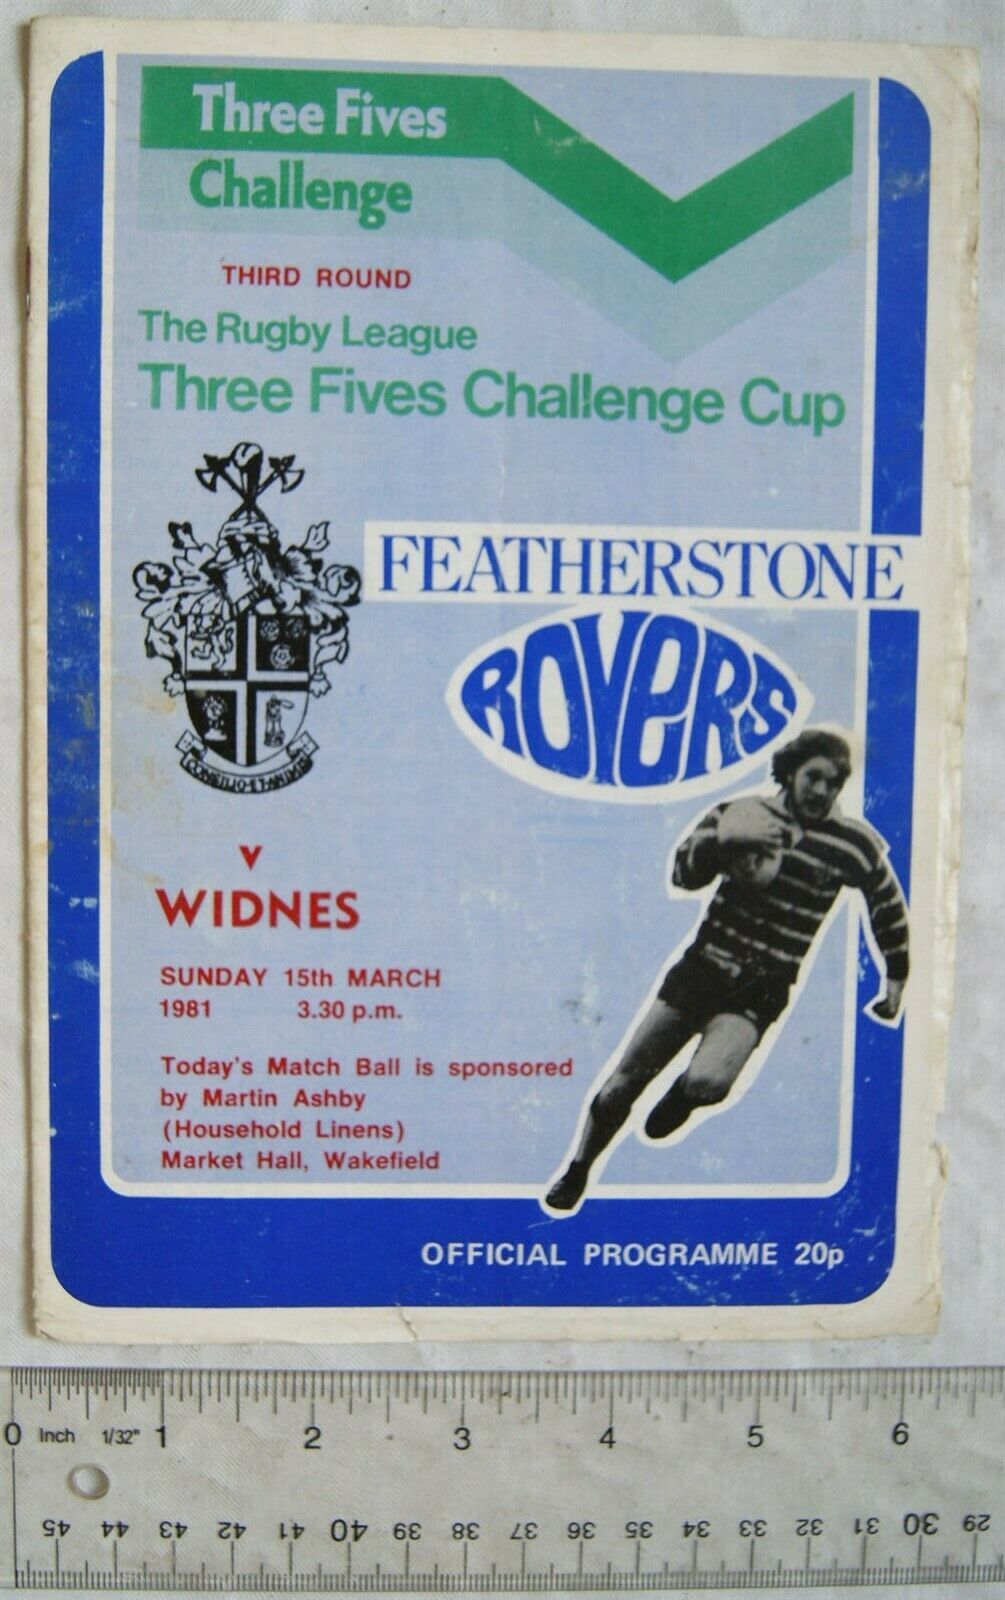 Three Fives
Challenge
THIRD ROUND
The Rugby League
Three Fives Challenge Cup
FEATHERSTONE
ROVERS
CONSILIO·ET·ANIMIS
v
WIDNES
SUNDAY 15th MARCH
1981 3.30 p.m.
Today's Match Ball is sponsored
by Martin Ashby
(Household Linens)
Market Hall, Wakefield
OFFICIAL PROGRAMME 20p
0 Inch 1/32" 1 2 3 4 5 6
45 44 43 42 41 40 39 38 37 36 35 34 33 32 31 30 29